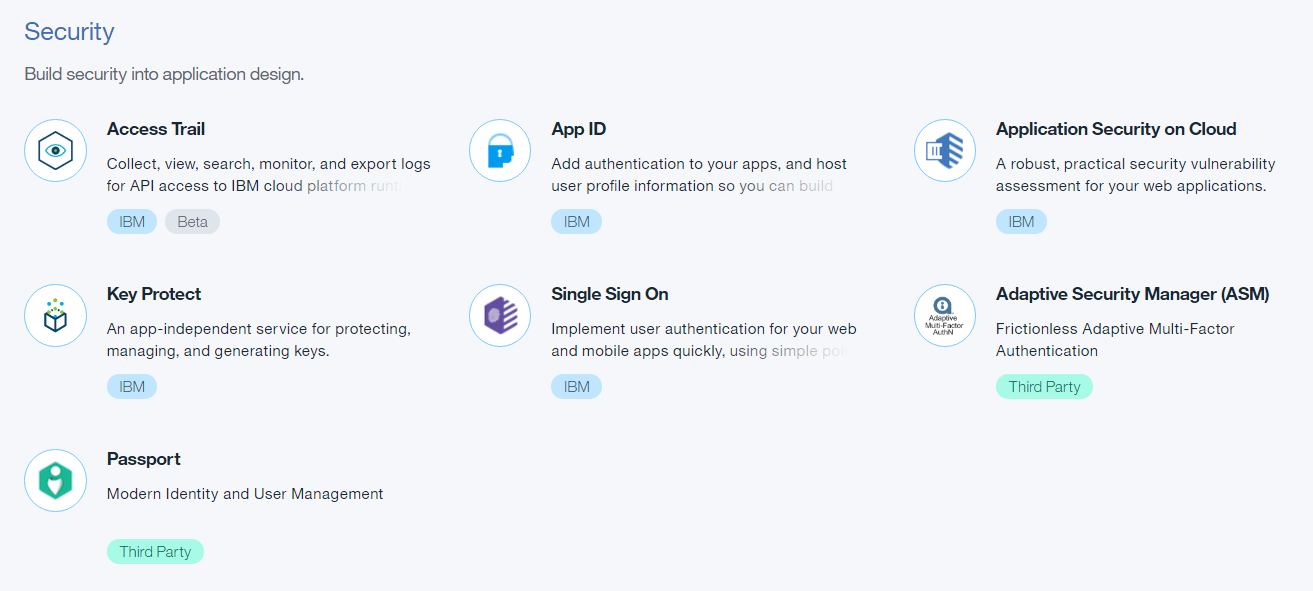 Security
Build security into application design.
Access Trail
Collect, view, search, monitor, and export logs
for API access to IBM cloud platform runt
IBM
Beta
App ID
Add authentication to your apps, and host
user profile information so you can build
IBM
Application Security on Cloud
A robust, practical security vulnerability
assessment for your web applications.
IBM
Key Protect
An app-independent service for protecting,
managing, and generating keys.
IBM
Single Sign On
Implement user authentication for your web
and mobile apps quickly, using simple pol
IBM
Adaptive
Multi-Factor
AuthN
Adaptive Security Manager (ASM)
Frictionless Adaptive Multi-Factor
Authentication
Third Party
Passport
Modern Identity and User Management
Third Party